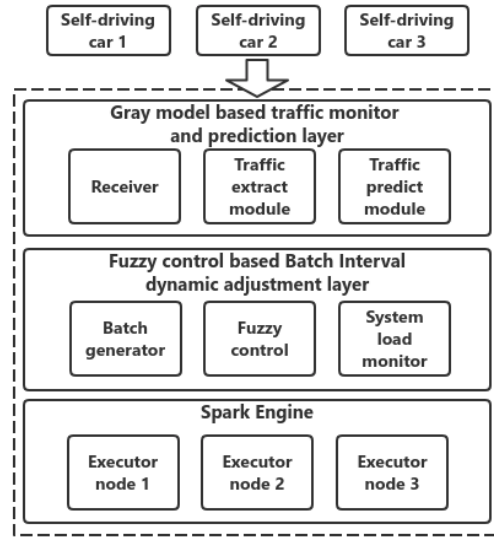 Self-driving
car 1
Self-driving
car 2
Self-driving
car 3
Gray model based traffic monitor
and prediction layer
Receiver
Traffic
extract
module
Traffic
predict
module
Fuzzy control based Batch Interval
dynamic adjustment layer
Batch
generator
Fuzzy
control
System
load
monitor
Spark Engine
Executor
node 1
Executor
node 2
Executor
node 3